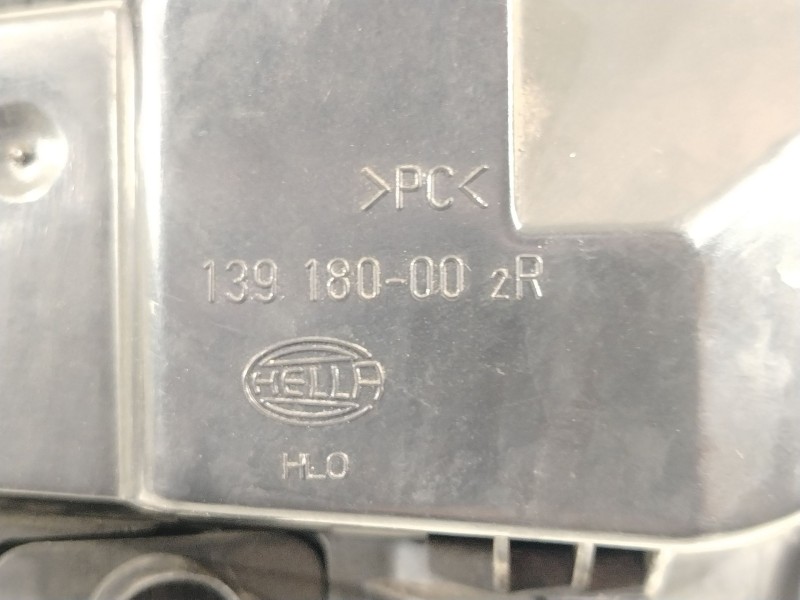 >PC<
139 180-00 2R
HELLA
HLO